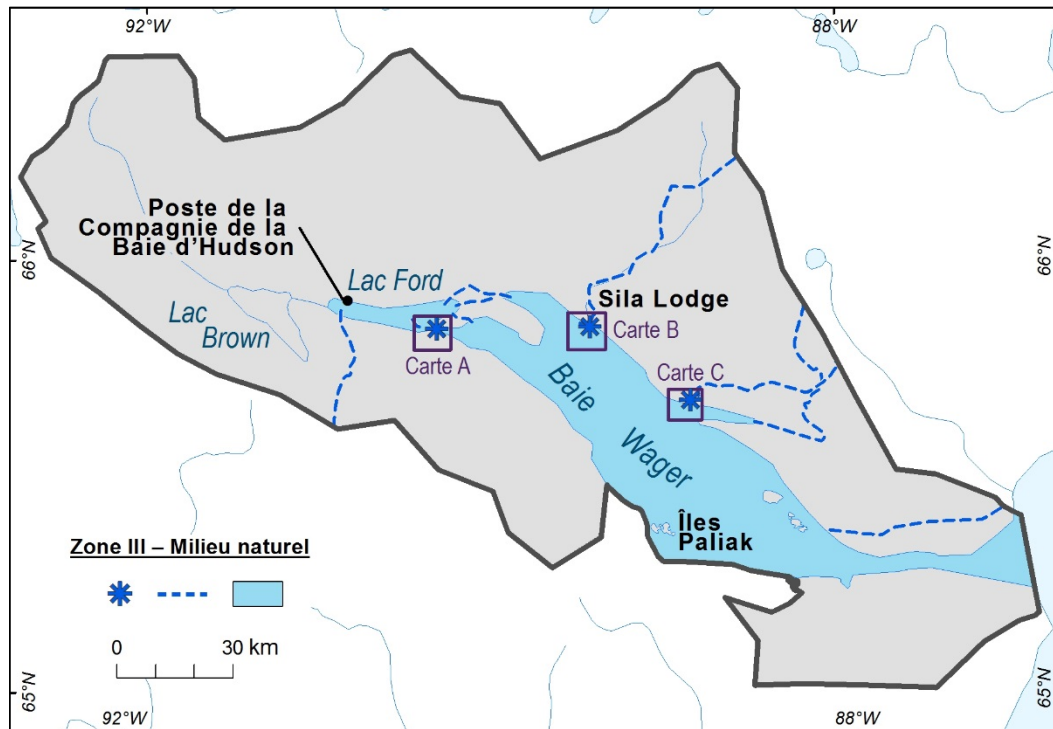 92°W
88°W
66°N
66°N
Poste de la
Compagnie de la
Baie d'Hudson
Lac Ford
Lac
Brown
Sila Lodge
Carte A
Carte B
Carte C
Baie
Wager
Îles
Paliak
Zone III – Milieu naturel
0 30 km
65°N
65°N
92°W
88°W